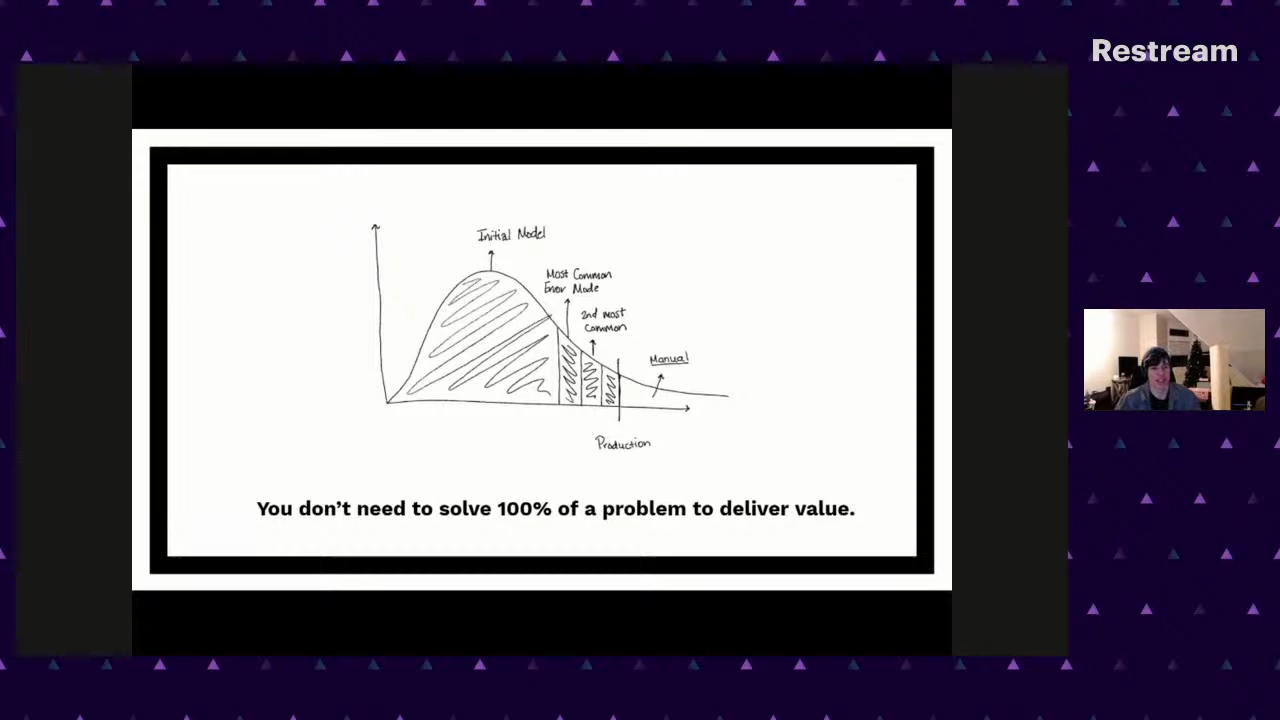 Restream
Initial Model
Most Common
Error Mode
2nd most
common
Manual
Production
You don't need to solve 100% of a problem to deliver value.